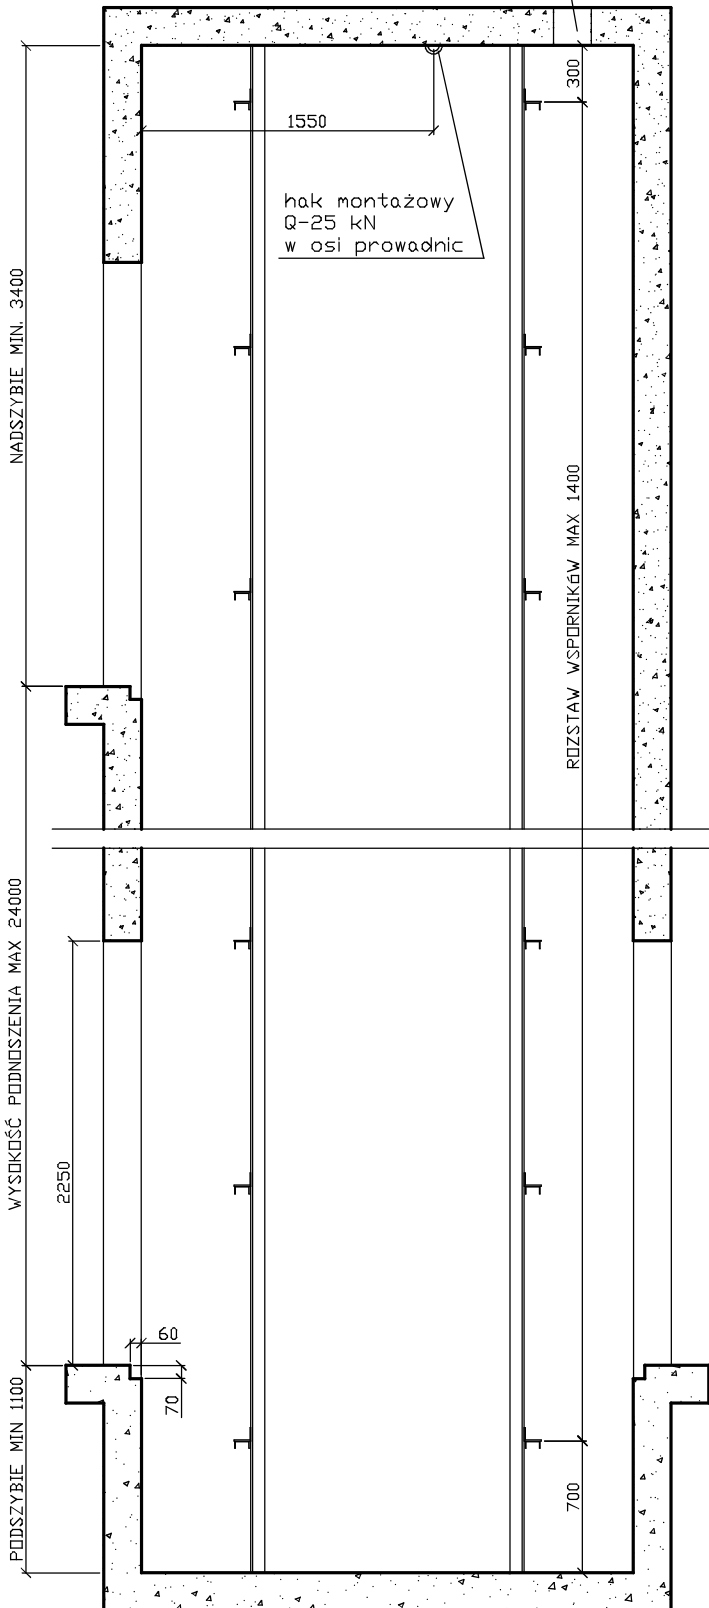 300
1550
hak montażowy
Q-25 kN
w osi prowadnic
NADSZYBIE MIN. 3400
ROZSTAW WSPORNIKóW MAX 1400
WYSOKOŚĆ PODNOSZENIA MAX 24000
2250
60
70
PODSZYBIE MIN 1100
700